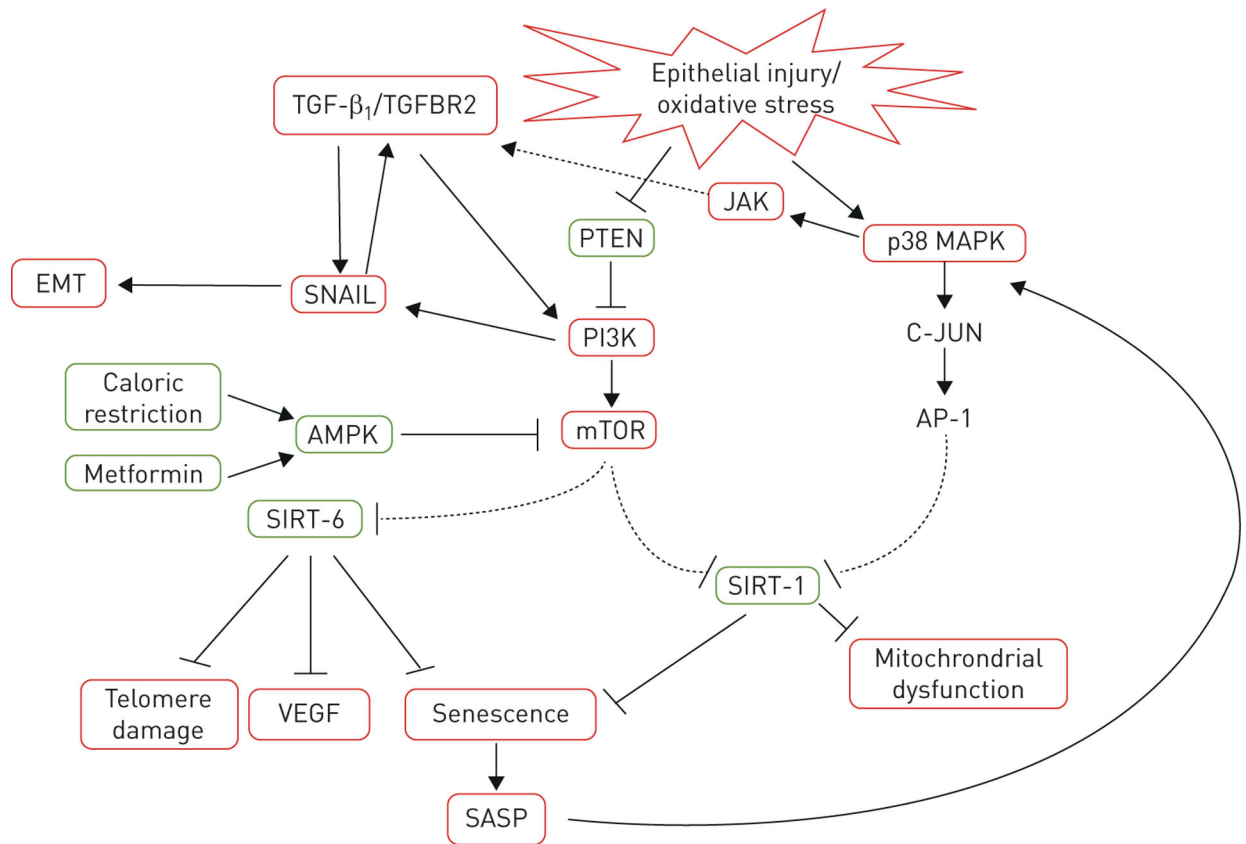 Epithelial injury/
oxidative stress
TGF-β₁/TGFBR2
JAK
PTEN
p38 MAPK
EMT
SNAIL
PI3K
C-JUN
Caloric
restriction
AMPK
mTOR
AP-1
Metformin
SIRT-6
SIRT-1
Mitochrondrial
dysfunction
Telomere
damage
VEGF
Senescence
SASP